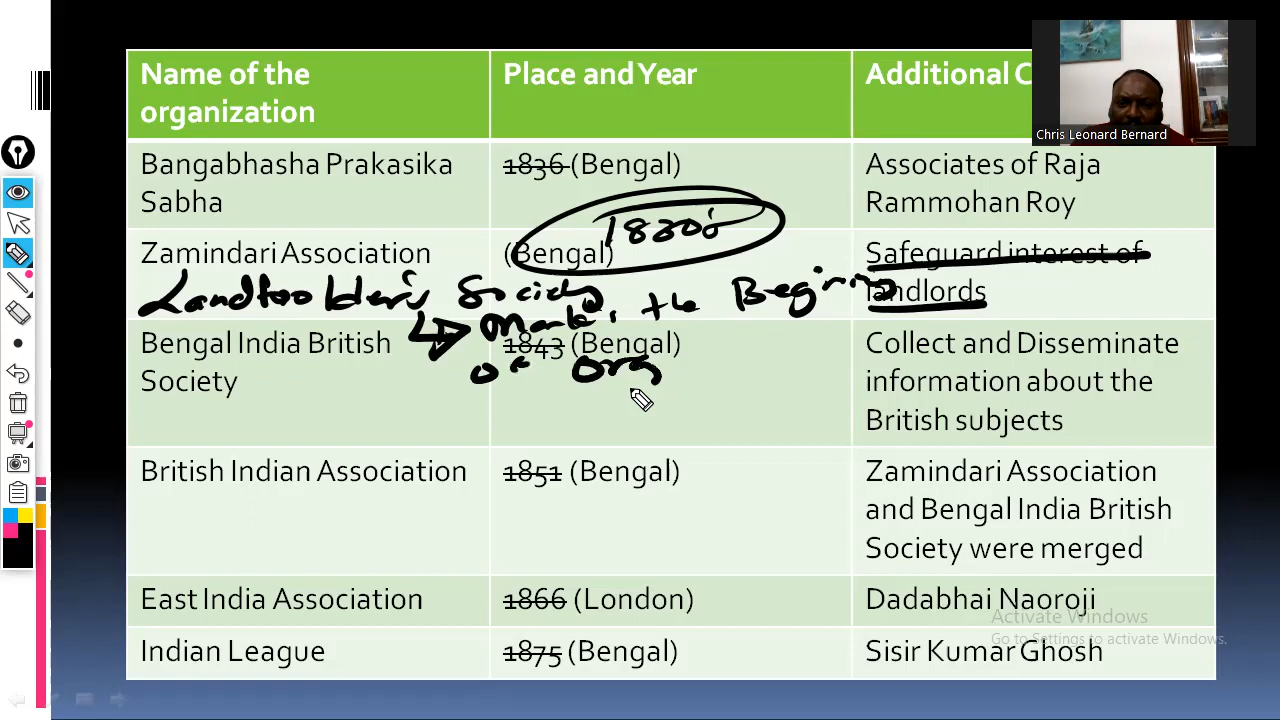 Name of the
organization
Place and Year
Additional C
Chris Leonard Bernard
Bangabhasha Prakasika
Sabha
1836 (Bengal)
Associates of Raja
Rammohan Roy
Zamindari Association
(Bengal)
Safeguard interest of
landlords
Landholder's Society
Marks the Beginning
of org
Bengal India British
Society
1843 (Bengal)
Collect and Disseminate
information about the
British subjects
British Indian Association
1851 (Bengal)
Zamindari Association
and Bengal India British
Society were merged
East India Association
1866 (London)
Dadabhai Naoroji
Indian League
1875 (Bengal)
Sisir Kumar Ghosh
Activate Windows
Go to Settings to activate Windows.